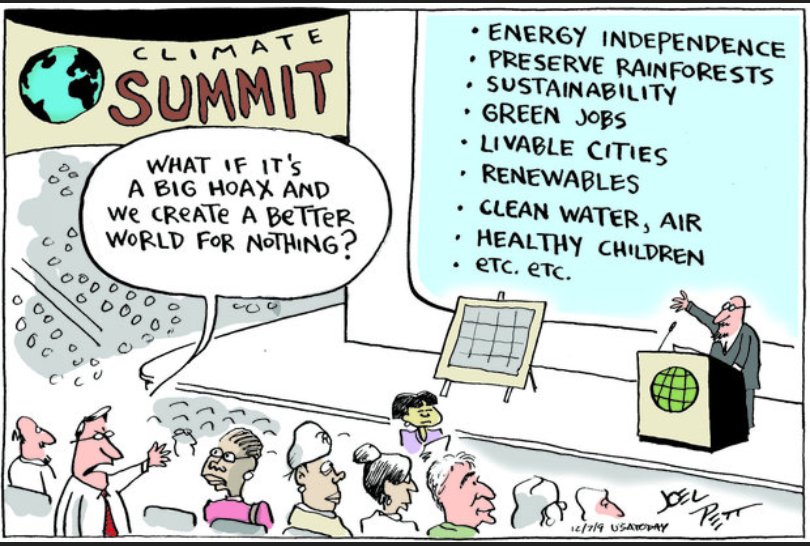 CLIMATE
SUMMIT
WHAT IF IT'S
A BIG HOAX AND
WE CREATE A BETTER
WORLD FOR NOTHING?
• ENERGY INDEPENDENCE
• PRESERVE RAINFORESTS
• SUSTAINABILITY
• GREEN JOBS
• LIVABLE CITIES
• RENEWABLES
• CLEAN WATER, AIR
• HEALTHY CHILDREN
• ETC. ETC.
JOEL
PETT
12/7/9 USATODAY